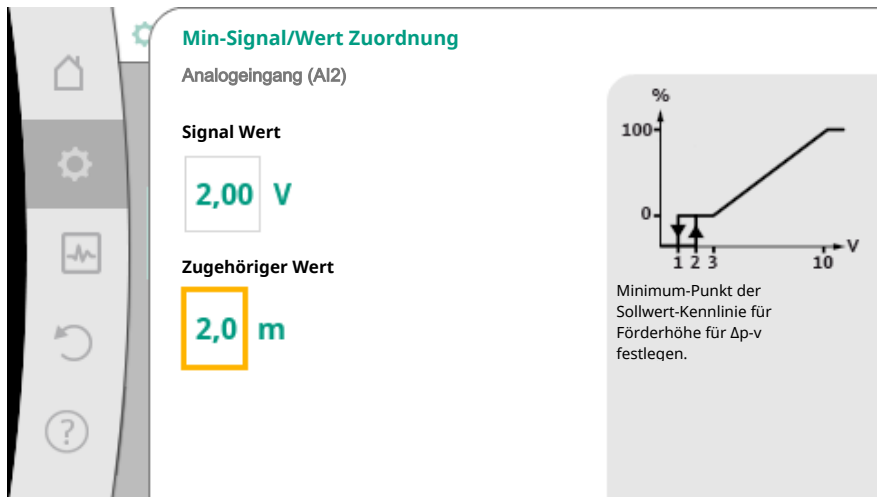 Min-Signal/Wert Zuordnung
Analogeingang (AI2)
Signal Wert
2,00 V
Zugehöriger Wert
2,0 m
%
100
0
1 2 3 10 V
Minimum-Punkt der
Sollwert-Kennlinie für
Förderhöhe für Δp-v
festlegen.
?